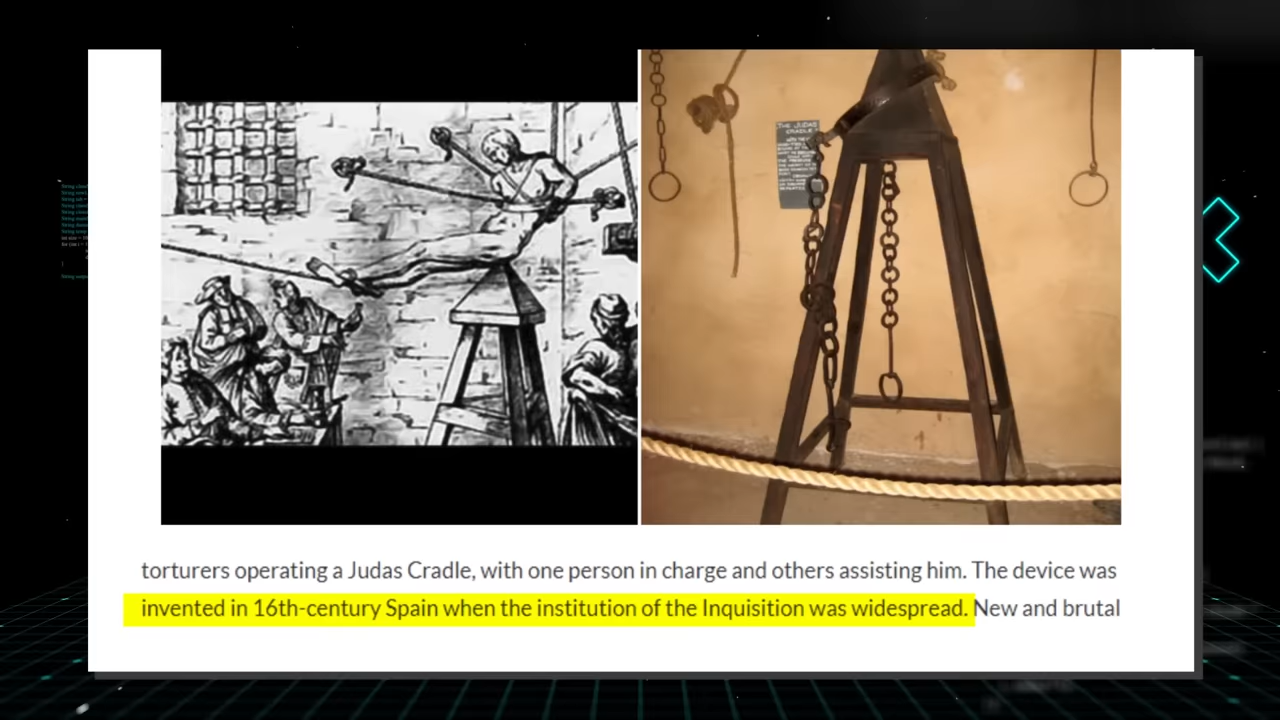 THE JUDAS
CRADLE
torturers operating a Judas Cradle, with one person in charge and others assisting him. The device was
invented in 16th-century Spain when the institution of the Inquisition was widespread. New and brutal